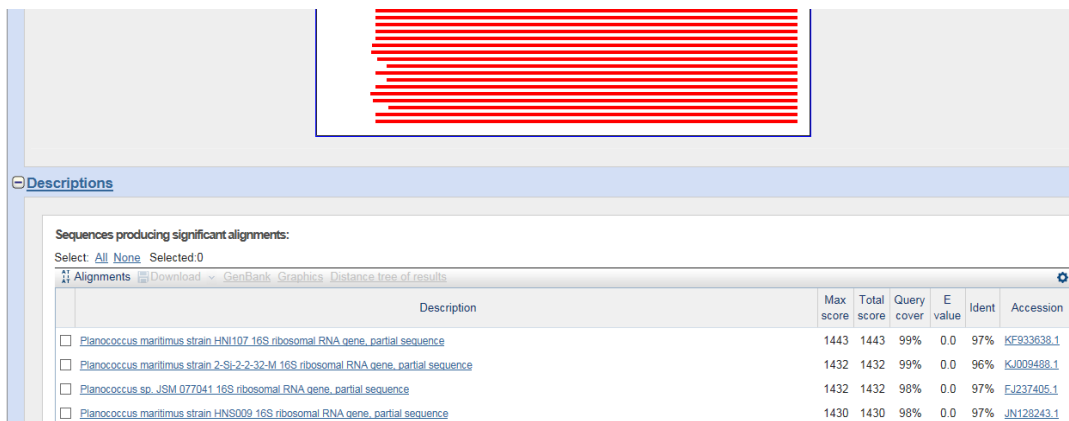 Descriptions
Sequences producing significant alignments:
Select: All None Selected:0
Alignments Download GenBank Graphics Distance tree of results
Description Max score Total score Query cover E value Ident Accession
Planococcus maritimus strain HNI107 16S ribosomal RNA gene, partial sequence 1443 1443 99% 0.0 97% KF933638.1
Planococcus maritimus strain 2-Sj-2-2-32-M 16S ribosomal RNA gene, partial sequence 1432 1432 99% 0.0 96% KJ009488.1
Planococcus sp. JSM 077041 16S ribosomal RNA gene, partial sequence 1432 1432 98% 0.0 97% FJ237405.1
Planococcus maritimus strain HNS009 16S ribosomal RNA gene, partial sequence 1430 1430 98% 0.0 97% JN128243.1